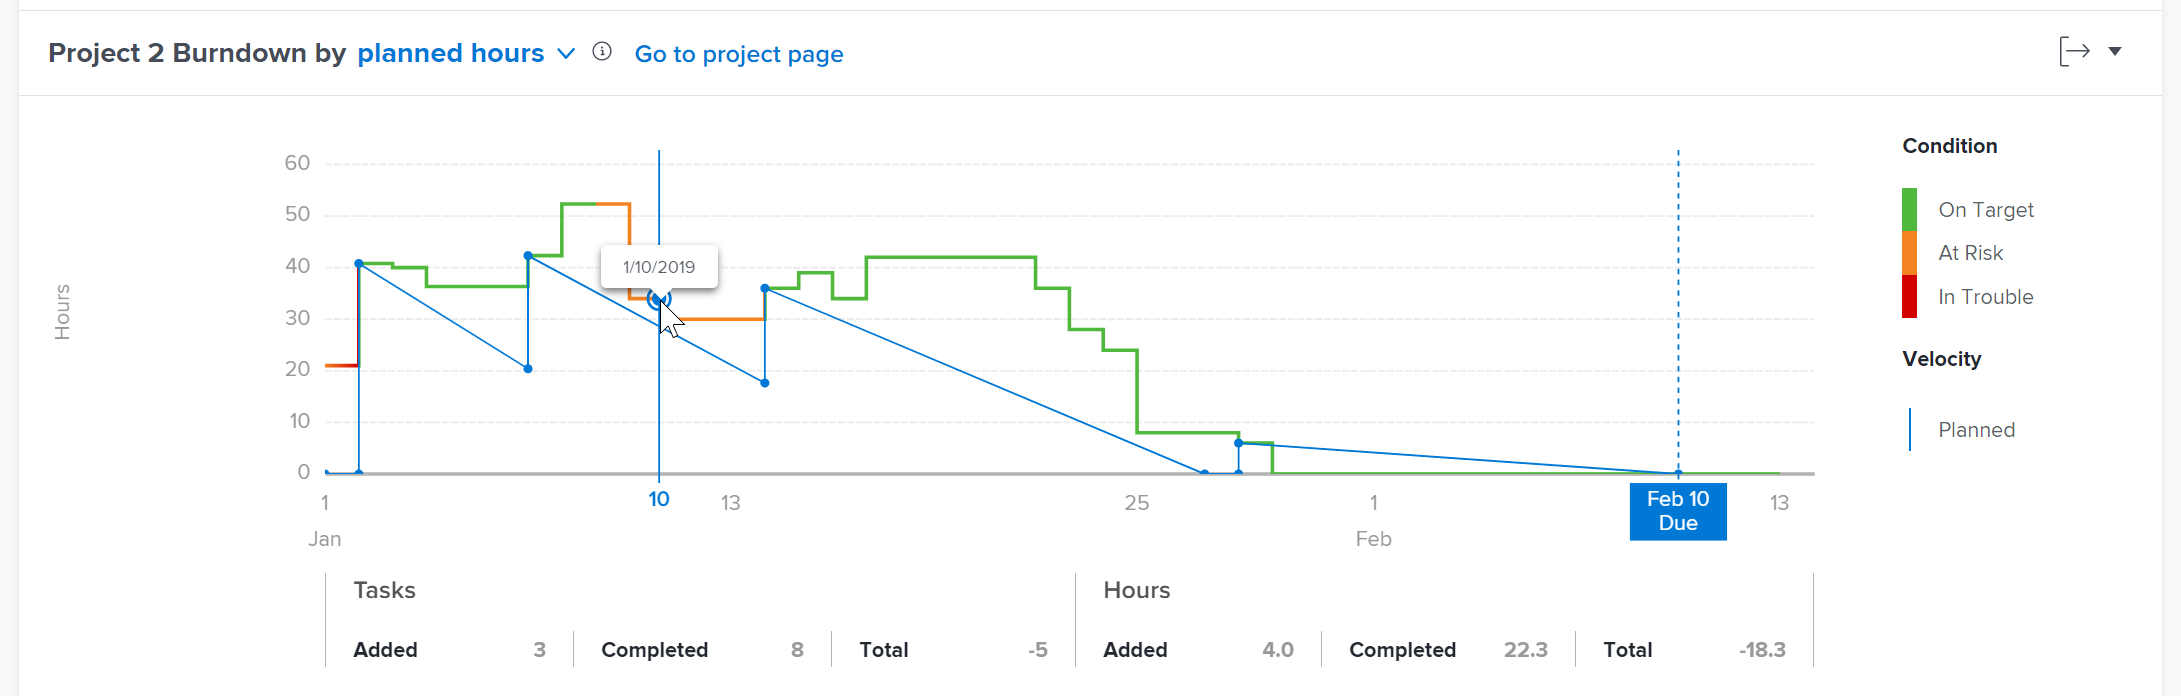 Project 2 Burndown by planned hours Go to project page
Condition
On Target
At Risk
In Trouble
Velocity
Planned
Hours
60
50
40
30
20
10
0
1/10/2019
1 10 13 25 1 Feb 10 13
Due
Jan Feb
Tasks Hours
Added 3 Completed 8 Total -5 Added 4.0 Completed 22.3 Total -18.3